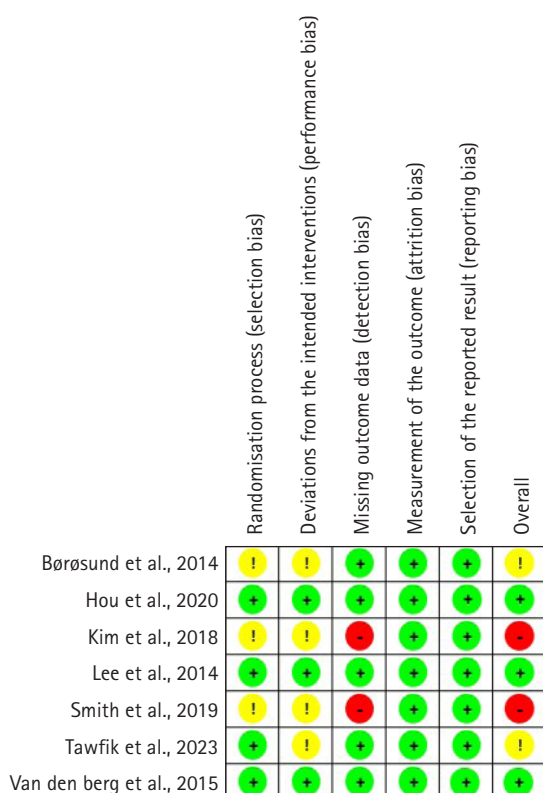 Randomisation process (selection bias)
Deviations from the intended interventions (performance bias)
Missing outcome data (detection bias)
Measurement of the outcome (attrition bias)
Selection of the reported result (reporting bias)
Overall
Børøsund et al., 2014 ! ! + + + !
Hou et al., 2020 + + + + + +
Kim et al., 2018 ! ! - + + -
Lee et al., 2014 + + + + + +
Smith et al., 2019 ! ! - + + -
Tawfik et al., 2023 + ! + + + !
Van den berg et al., 2015 + + + + + +